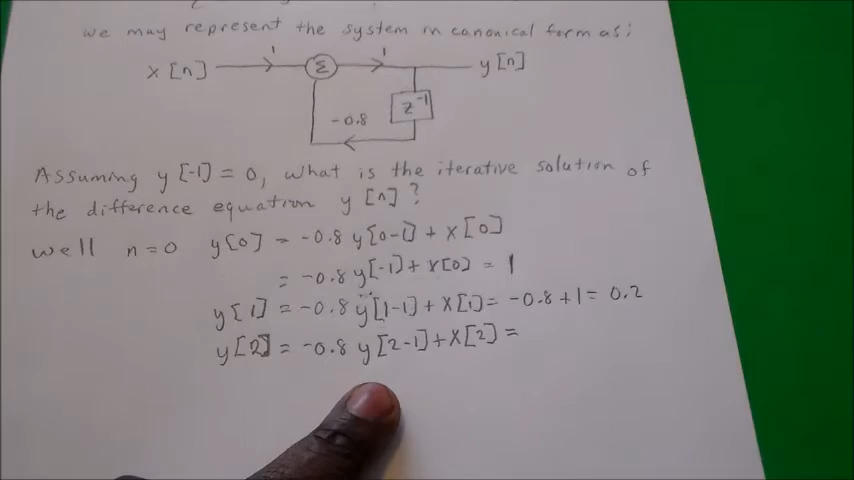 we may represent the system in canonical form as;
x[n] 1 Σ 1 y[n]
-0.8 z⁻¹
Assuming y[-1] = 0, what is the iterative solution of
the difference equation y[n]?
well n=0 y[0] = -0.8 y[0-1] + x[0]
= -0.8 y[-1] + x[0] = 1
y[1] = -0.8 y[1-1] + x[1] = -0.8 + 1 = 0.2
y[2] = -0.8 y[2-1] + x[2] =